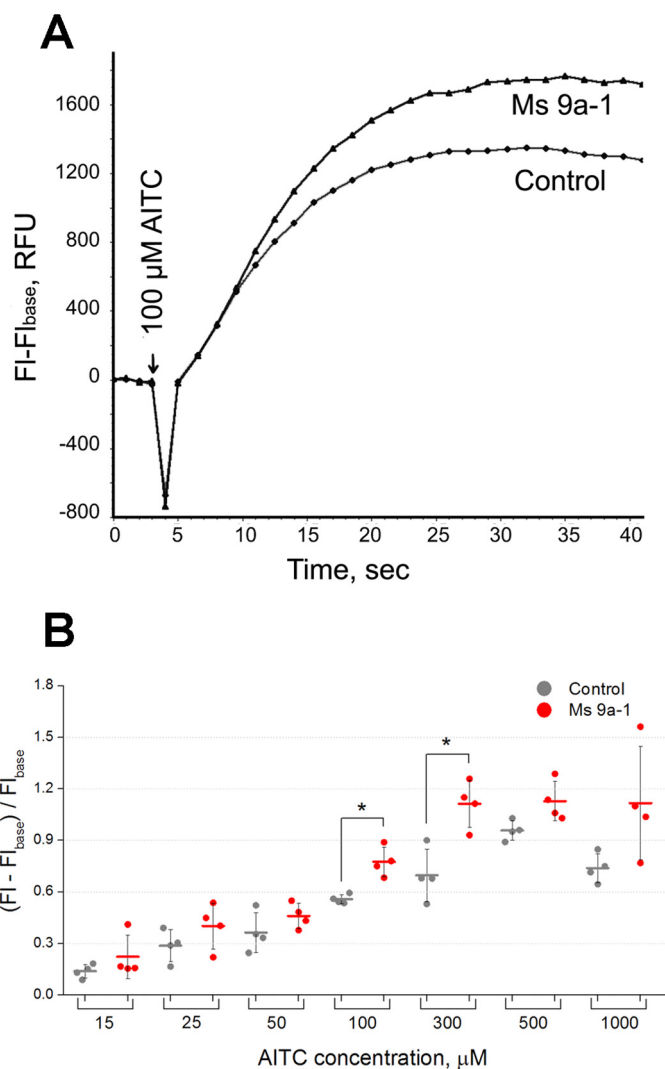 A
1600
1200
800
400
0
-400
-800
FI-FIbase, RFU
100 µM AITC
Ms 9a-1
Control
0 5 10 15 20 25 30 35 40
Time, sec
B
1.8
1.5
1.2
0.9
0.6
0.3
0.0
(FI - FIbase) / FIbase
Control
Ms 9a-1
*
*
15 25 50 100 300 500 1000
AITC concentration, µM